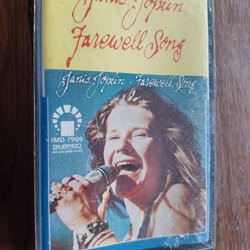 Janis Joplin
Farewell Song
Janis Joplin - Farewell Song
IMD 7909
STEREO